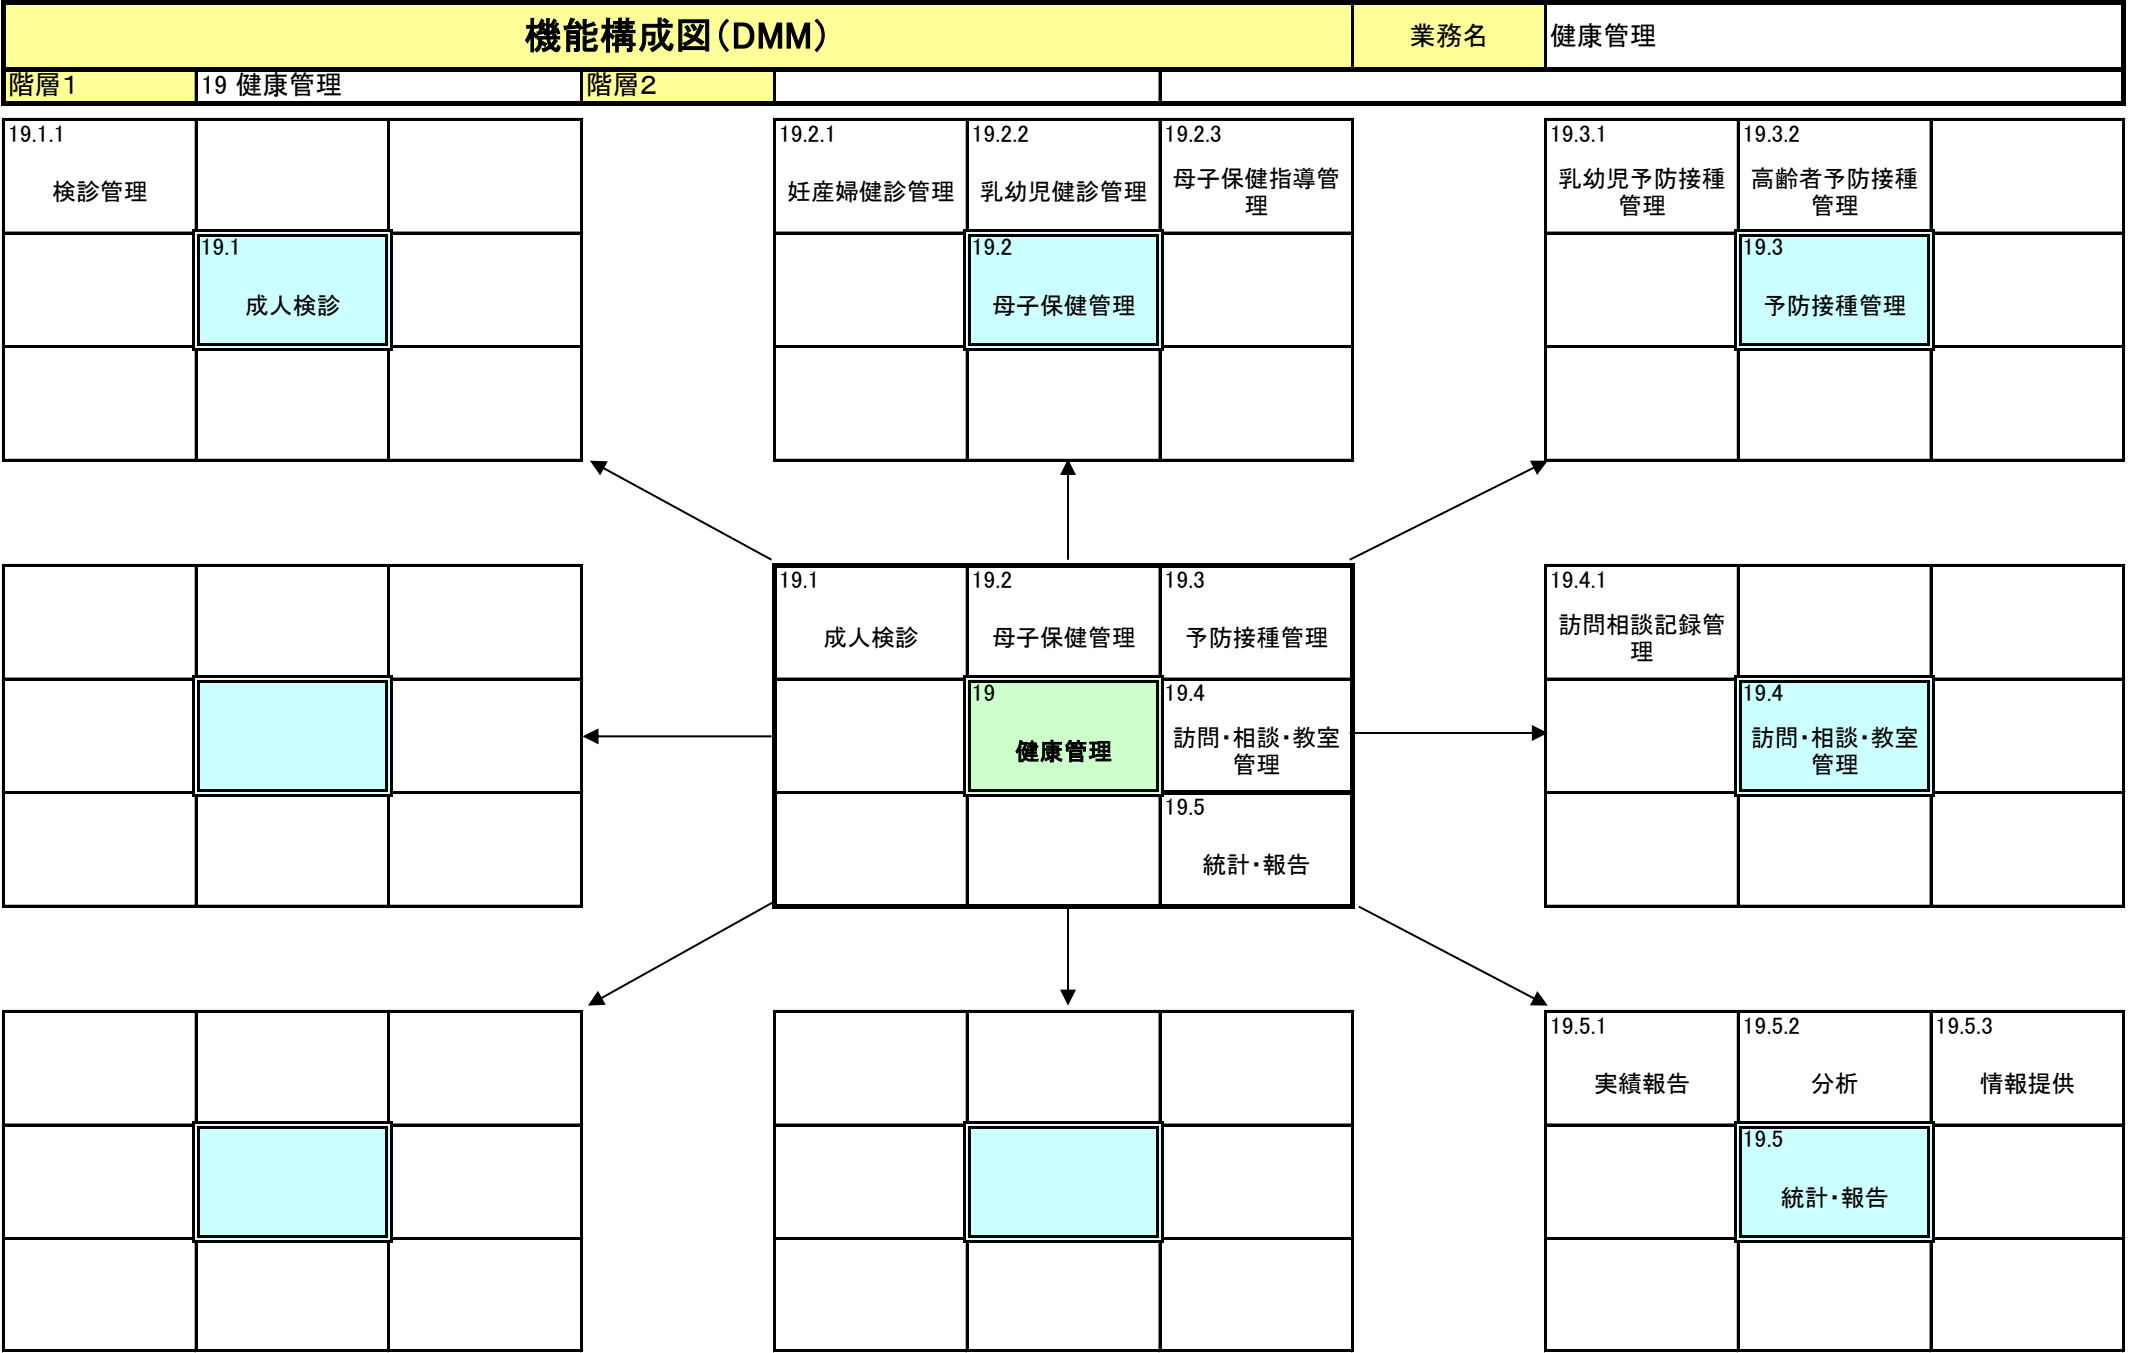 機能構成図（DMM）
業務名
健康管理
階層１
19 健康管理
階層２
19.1.1
検診管理
19.1
成人検診
19.2.1
妊産婦健診管理
19.2.2
乳幼児健診管理
19.2.3
母子保健指導管
理
19.2
母子保健管理
19.3.1
乳幼児予防接種
管理
19.3.2
高齢者予防接種
管理
19.3
予防接種管理
19.1
成人検診
19.2
母子保健管理
19.3
予防接種管理
19
健康管理
19.4
訪問・相談・教室
管理
19.5
統計・報告
19.4.1
訪問相談記録管
理
19.4
訪問・相談・教室
管理
19.5.1
実績報告
19.5.2
分析
19.5.3
情報提供
19.5
統計・報告